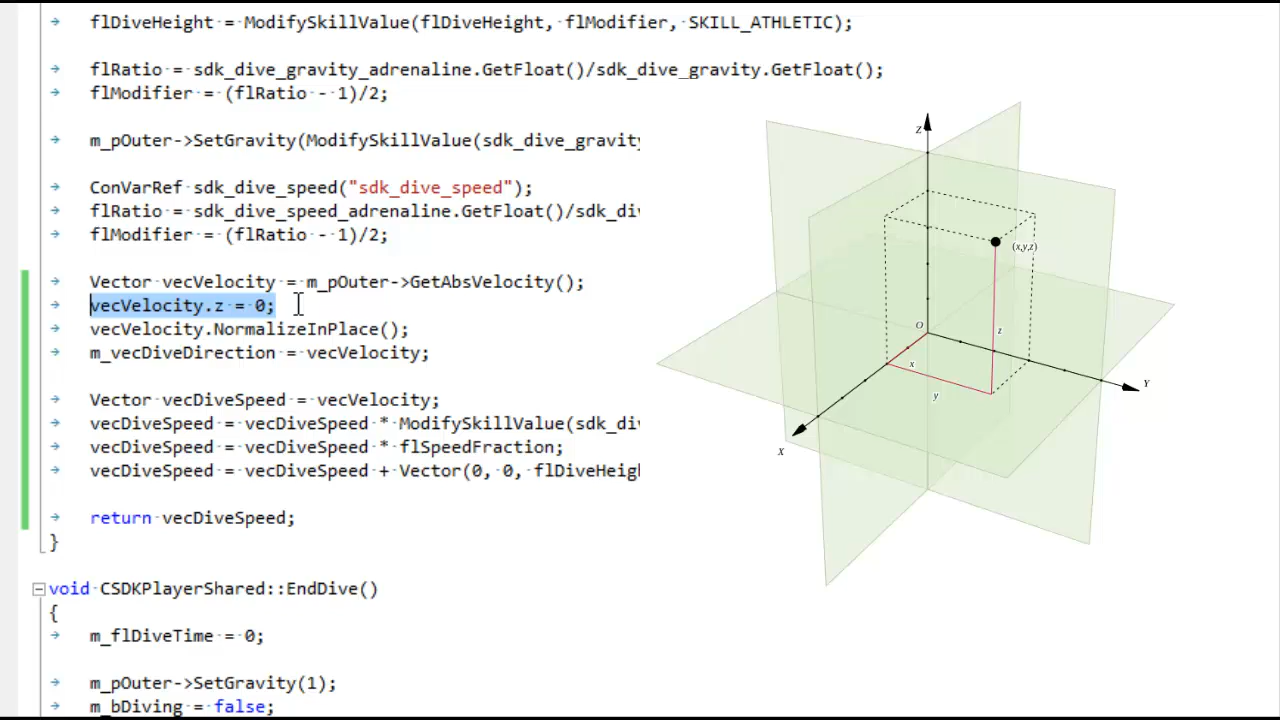 flDiveHeight = ModifySkillValue(flDiveHeight, flModifier, SKILL_ATHLETIC);
flRatio = sdk_dive_gravity_adrenaline.GetFloat()/sdk_dive_gravity.GetFloat();
flModifier = (flRatio - 1)/2;
m_pOuter->SetGravity(ModifySkillValue(sdk_dive_gravity
ConVarRef sdk_dive_speed("sdk_dive_speed");
flRatio = sdk_dive_speed_adrenaline.GetFloat()/sdk_di
flModifier = (flRatio - 1)/2;
Vector vecVelocity = m_pOuter->GetAbsVelocity();
vecVelocity.z = 0;
vecVelocity.NormalizeInPlace();
m_vecDiveDirection = vecVelocity;
Vector vecDiveSpeed = vecVelocity;
vecDiveSpeed = vecDiveSpeed * ModifySkillValue(sdk_di
vecDiveSpeed = vecDiveSpeed * flSpeedFraction;
vecDiveSpeed = vecDiveSpeed + Vector(0, 0, flDiveHeig
return vecDiveSpeed;
}
void CSDKPlayerShared::EndDive()
{
m_flDiveTime = 0;
m_pOuter->SetGravity(1);
m_bDiving = false;
Z
(x,y,z)
O
z
x
y
Y
X